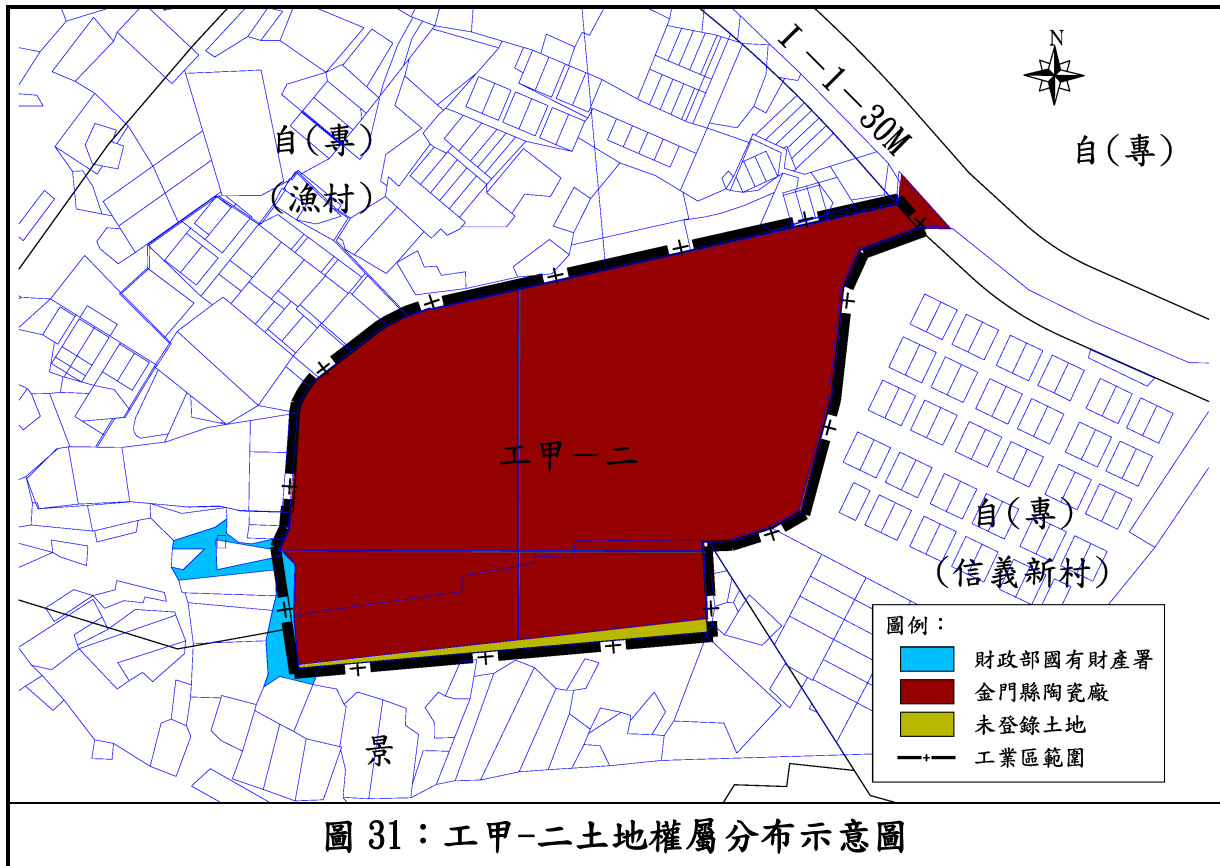 N
I-1-30M
自(專)
自(專)
(漁村)
工甲-二
自(專)
(信義新村)
景
圖例：
財政部國有財產署
金門縣陶瓷廠
未登錄土地
工業區範圍
圖 31：工甲-二土地權屬分布示意圖